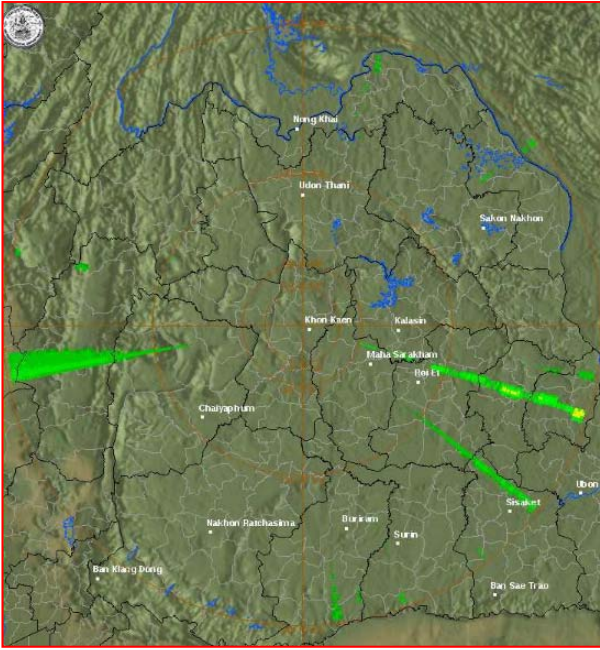 Nong Khai
Udon Thani
Sakon Nakhon
Khon Kaen
Kalasin
Maha Sarakham
Roi Et
Chaiyaphum
Ubon
Sisaket
Nakhon Ratchasima
Buriram
Surin
Ban Klang Dong
Ban Sae Trao